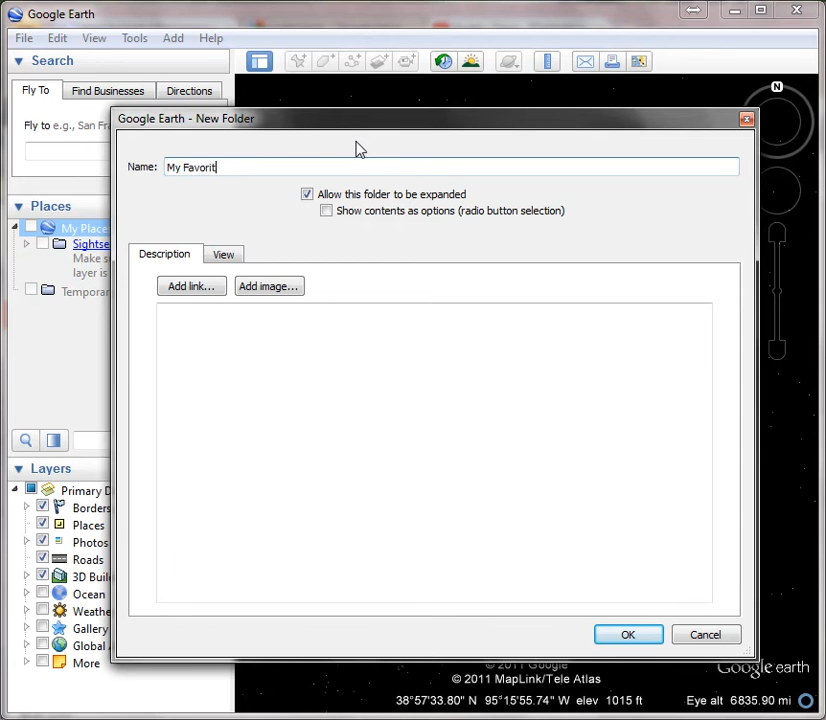 Google Earth
File Edit View Tools Add Help
Search
Fly To Find Businesses Directions
Fly to e.g., San Fra
Google Earth - New Folder
Name: My Favorit
Allow this folder to be expanded
Show contents as options (radio button selection)
Description View
Add link... Add image...
OK Cancel
Places
My Place
Sightse
Make su
layer is
Temporar
Layers
Primary D
Borders
Places
Photos
Roads
3D Buil
Ocean
Weathe
Gallery
Global
More
N
© 2011 Google
© 2011 MapLink/Tele Atlas
Google earth
38°57'33.80" N 95°15'55.74" W elev 1015 ft Eye alt 6835.90 mi